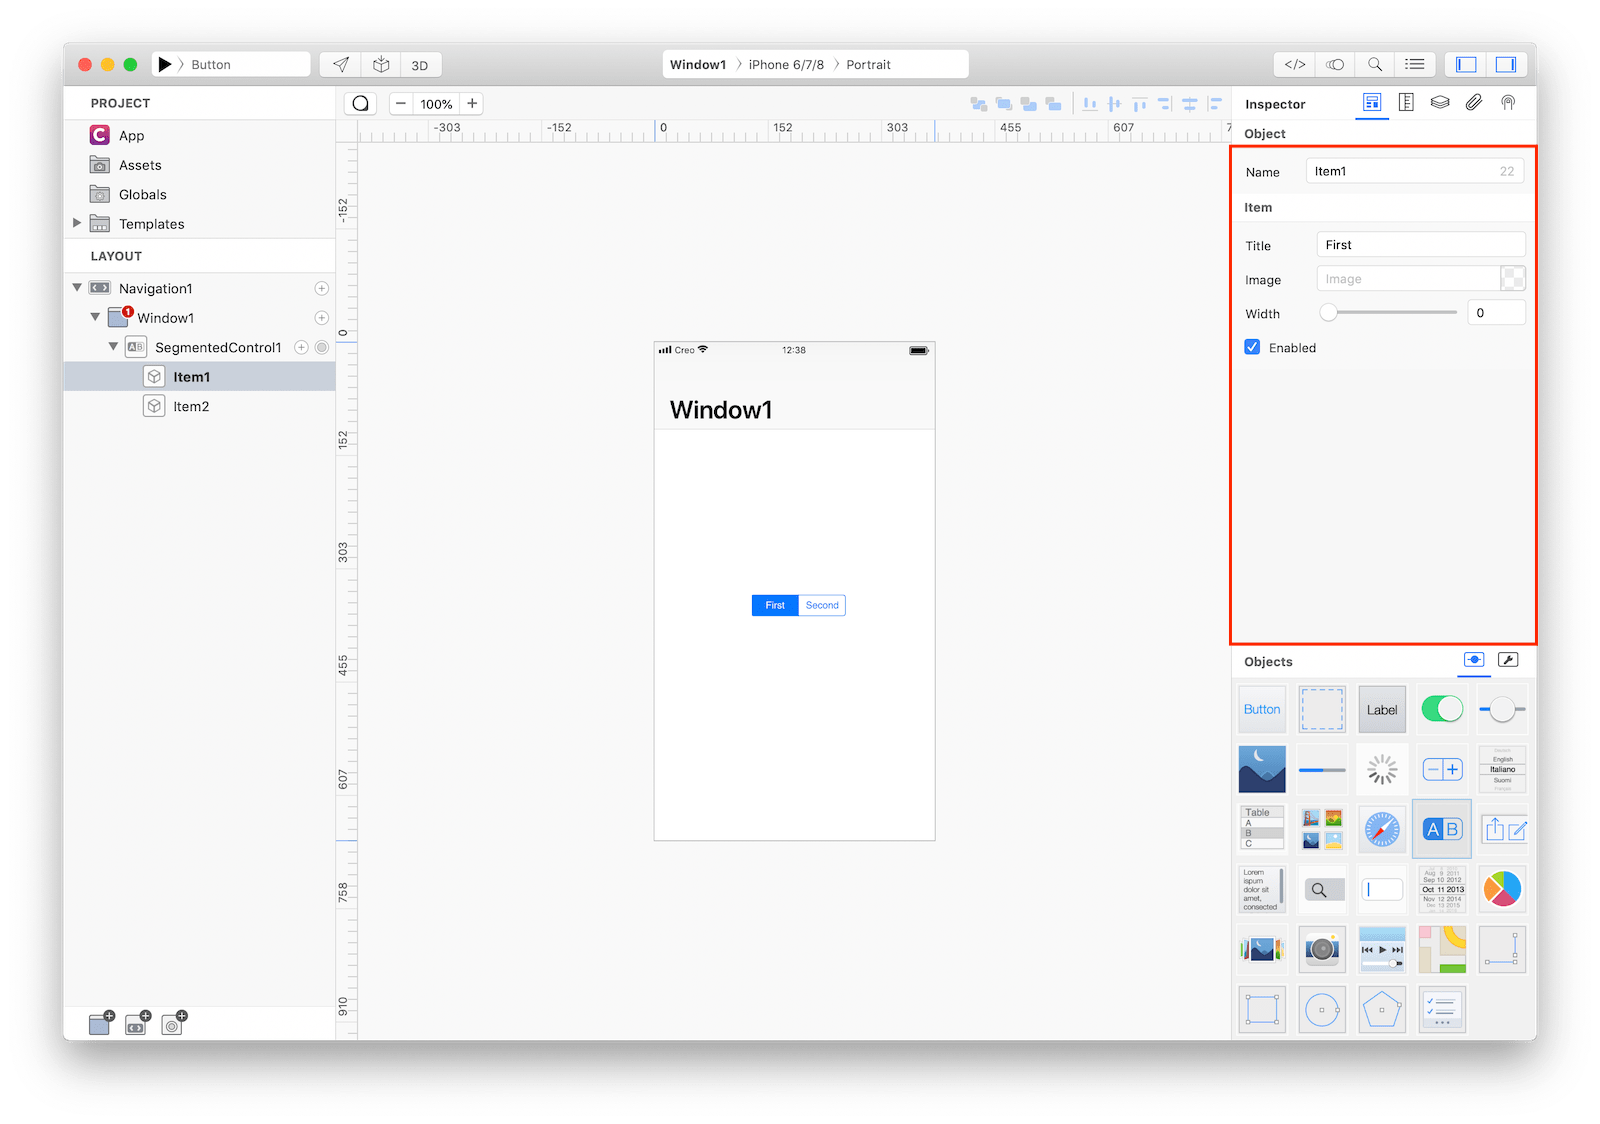 Button
3D
Window1 〉 iPhone 6/7/8 〉 Portrait
</>
PROJECT
App
Assets
Globals
Templates
LAYOUT
Navigation1
1
Window1
SegmentedControl1
Item1
Item2
100%
-303 -152 0 152 303 455 607
-152
0
152
303
455
607
758
910
Creo 12:38
Window1
First Second
Inspector
Object
Name Item1 22
Item
Title First
Image Image
Width 0
Enabled
Objects
Button
Label
English
Italiano
Suomi
Table
A
B
C
A B
Lorem
ispum
dolor sit
amet,
consected
Aug 9 2011
Sep 10 2012
Oct 11 2013
Nov 12 2014
Dec 13 2015